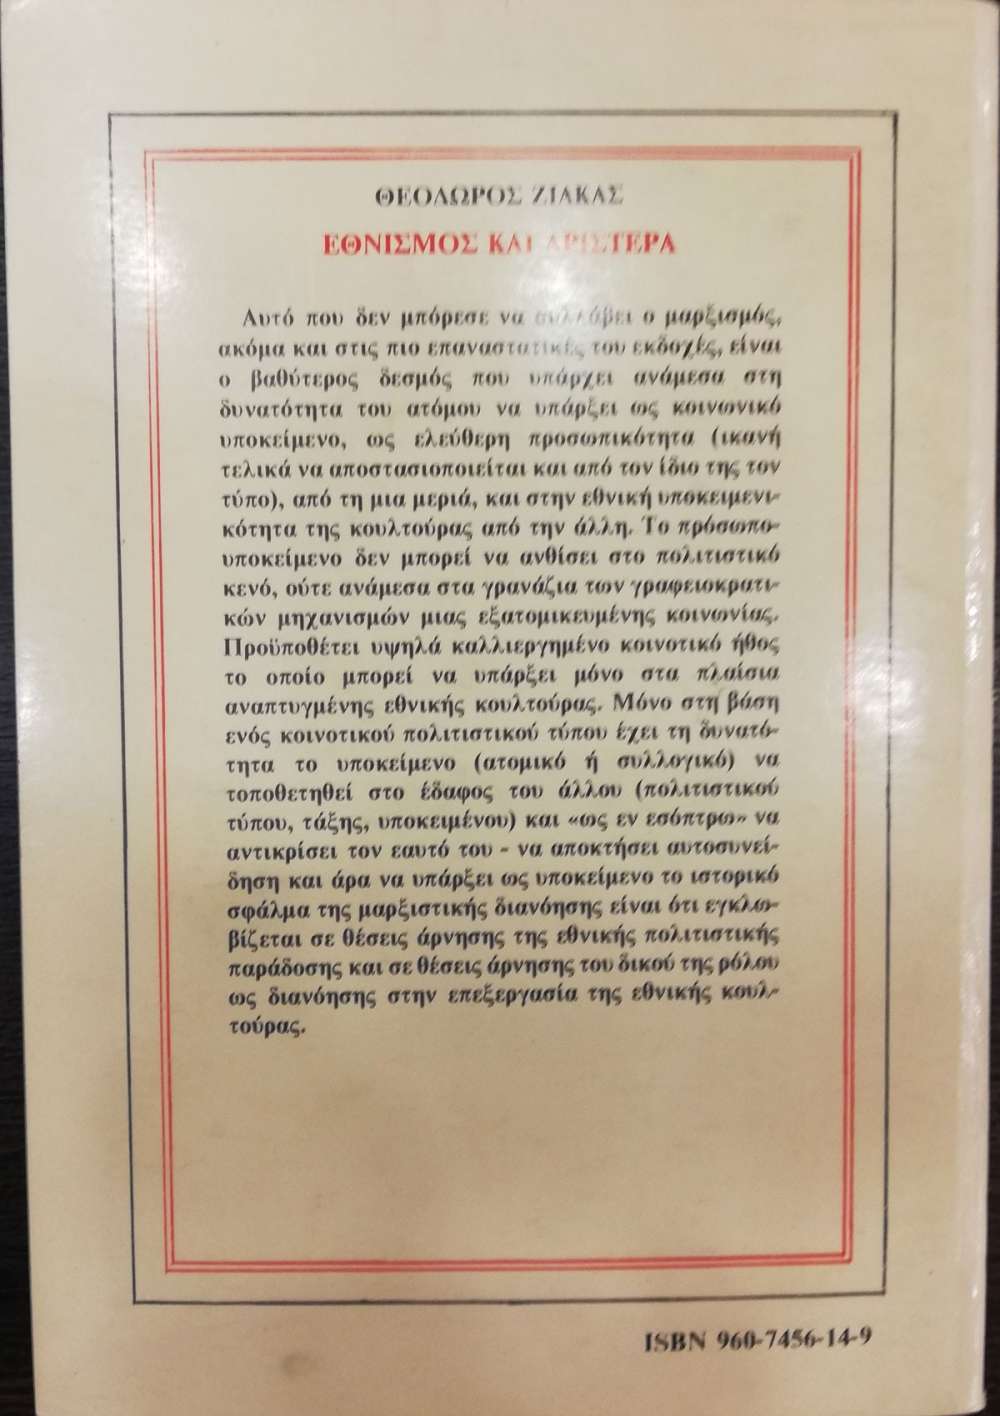 ΘΕΟΔΩΡΟΣ ΖΙΑΚΑΣ
ΕΘΝΙΣΜΟΣ ΚΑΙ ΑΡΙΣΤΕΡΑ
Αυτό που δεν μπόρεσε να συλλάβει ο μαρξισμός,
ακόμα και στις πιο επαναστατικές του εκδοχές, είναι
ο βαθύτερος δεσμός που υπάρχει ανάμεσα στη
δυνατότητα του ατόμου να υπάρξει ως κοινωνικό
υποκείμενο, ως ελεύθερη προσωπικότητα (ικανή
τελικά να αποστασιοποιείται και από τον ίδιο της τον
τύπο), από τη μια μεριά, και στην εθνική υποκειμενι-
κότητα της κουλτούρας από την άλλη. Το πρόσωπο-
υποκείμενο δεν μπορεί να ανθίσει στο πολιτιστικό
κενό, ούτε ανάμεσα στα γρανάζια των γραφειοκρατι-
κών μηχανισμών μιας εξατομικευμένης κοινωνίας.
Προϋποθέτει υψηλά καλλιεργημένο κοινοτικό ήθος
το οποίο μπορεί να υπάρξει μόνο στα πλαίσια
αναπτυγμένης εθνικής κουλτούρας. Μόνο στη βάση
ενός κοινοτικού πολιτιστικού τύπου έχει τη δυνατό-
τητα το υποκείμενο (ατομικό ή συλλογικό) να
τοποθετηθεί στο έδαφος του άλλου (πολιτιστικού
τύπου, τάξης, υποκειμένου) και «ως εν εσόπτρω» να
αντικρίσει τον εαυτό του - να αποκτήσει αυτοσυνεί-
δηση και άρα να υπάρξει ως υποκείμενο το ιστορικό
σφάλμα της μαρξιστικής διανόησης είναι ότι εγκλω-
βίζεται σε θέσεις άρνησης της εθνικής πολιτιστικής
παράδοσης και σε θέσεις άρνησης του δικού της ρόλου
ως διανόησης στην επεξεργασία της εθνικής κουλ-
τούρας.
ISBN 960-7456-14-9